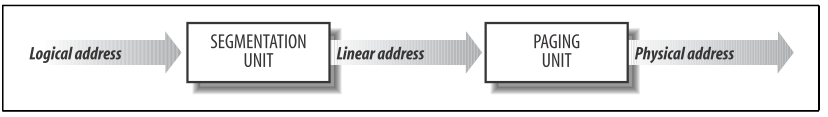 Logical address
SEGMENTATION
UNIT
Linear address
PAGING
UNIT
Physical address